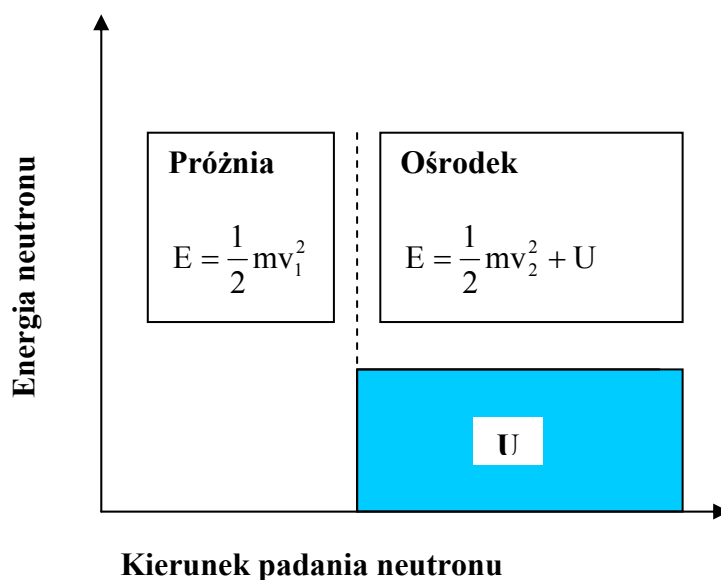 Energia neutronu
Próżnia
E = 1/2 mv₁²
Ośrodek
E = 1/2 mv₂² + U
U
Kierunek padania neutronu